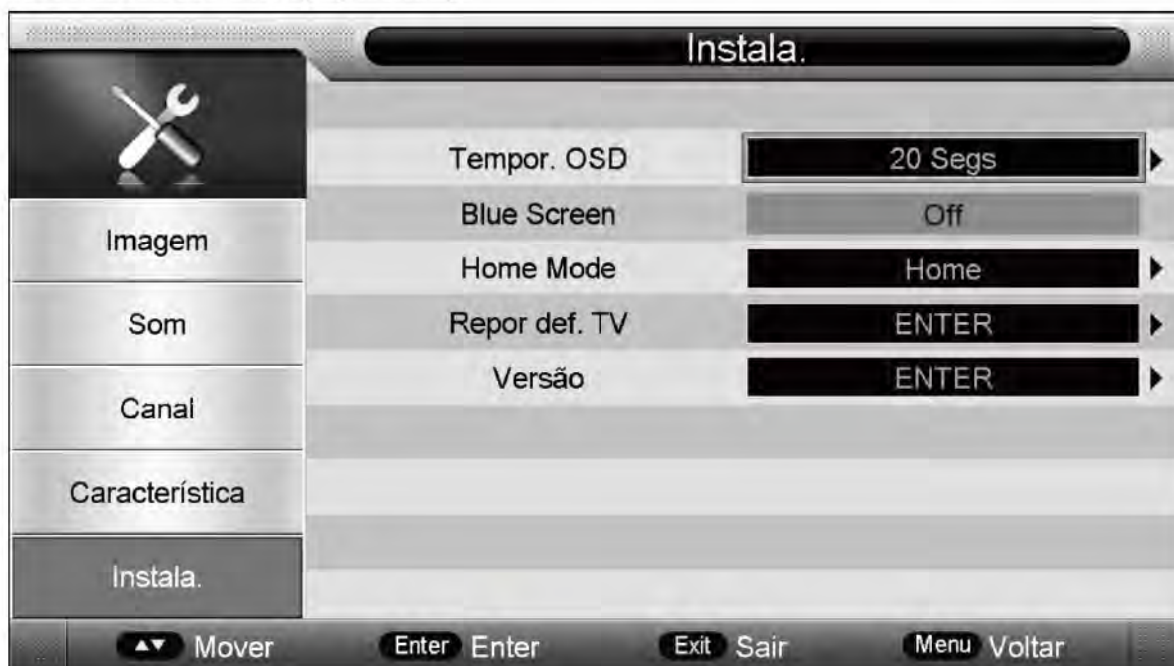 Instala.
Tempor. OSD 20 Segs
Blue Screen Off
Home Mode Home
Repor def. TV ENTER
Versão ENTER
Imagem
Som
Canal
Característica
Instala.
Mover Enter Enter Exit Sair Menu Voltar